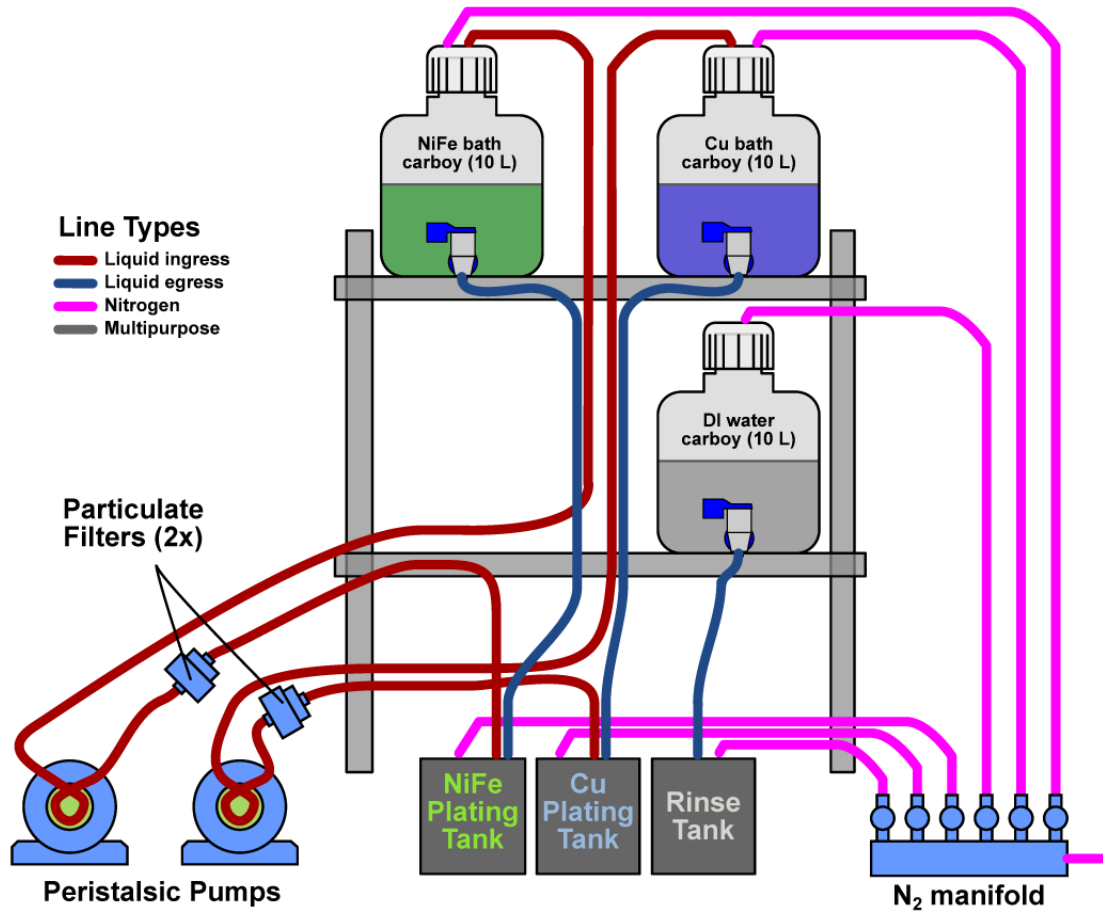 NiFe bath
carboy (10 L)
Cu bath
carboy (10 L)
Line Types
Liquid ingress
Liquid egress
Nitrogen
Multipurpose
DI water
carboy (10 L)
Particulate
Filters (2x)
NiFe
Plating
Tank
Cu
Plating
Tank
Rinse
Tank
Peristalsic Pumps
N₂ manifold